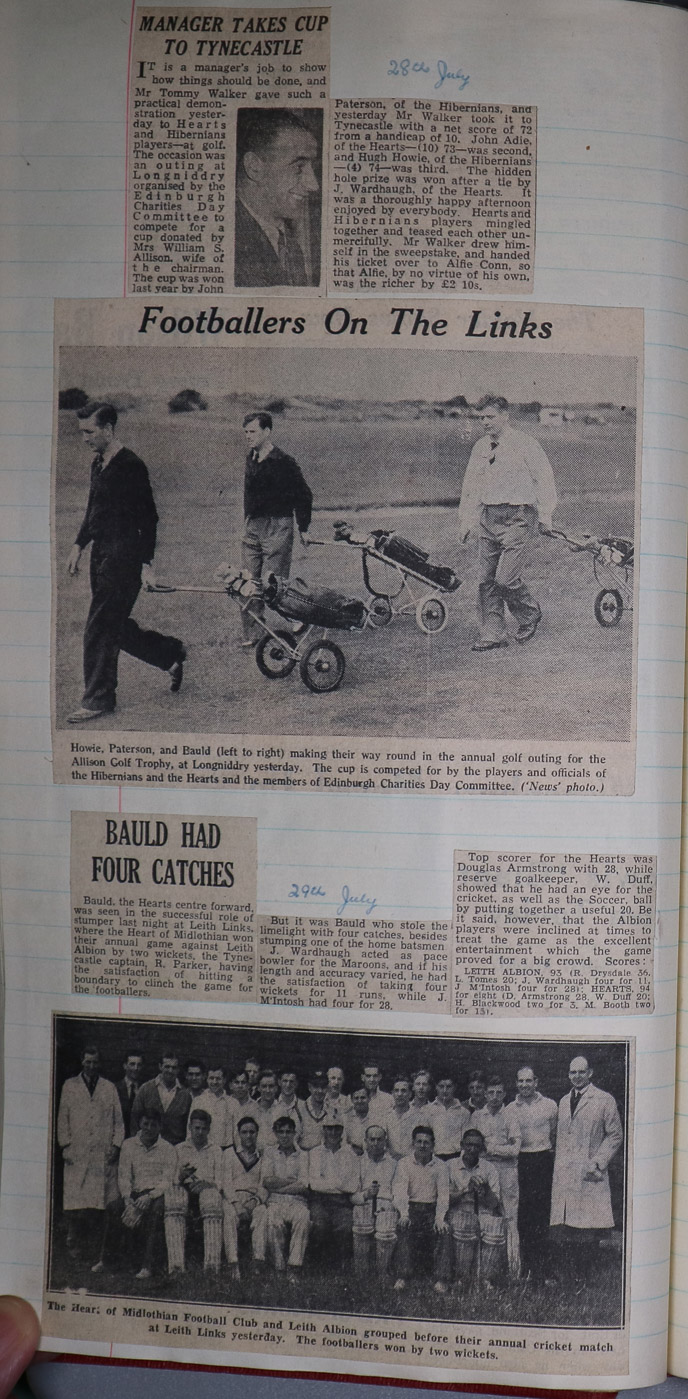 MANAGER TAKES CUP
TO TYNECASTLE
IT is a manager's job to show
how things should be done, and
Mr Tommy Walker gave such a
practical demon-
stration yester-
day to Hearts
and Hibernians
players—at golf.
The occasion was
an outing at
Longniddry
organised by the
Edinburgh
Charities Day
Committee to
compete for a
cup donated by
Mrs William S.
Allison, wife of
the chairman.
The cup was won
last year by John
28th July
Paterson, of the Hibernians, and
yesterday Mr Walker took it to
Tynecastle with a net score of 72
from a handicap of 10. John Adie,
of the Hearts—(10) 73—was second,
and Hugh Howie, of the Hibernians
—(4) 74—was third. The hidden
hole prize was won after a tie by
J. Wardhaugh, of the Hearts. It
was a thoroughly happy afternoon
enjoyed by everybody. Hearts and
Hibernians players mingled
together and teased each other un-
mercifully. Mr Walker drew him-
self in the sweepstake, and handed
his ticket over to Alfie Conn, so
that Alfie, by no virtue of his own,
was the richer by £2 10s.
Footballers On The Links
Howie, Paterson, and Bauld (left to right) making their way round in the annual golf outing for the
Allison Golf Trophy, at Longniddry yesterday. The cup is competed for by the players and officials of
the Hibernians and the Hearts and the members of Edinburgh Charities Day Committee. ('News' photo.)
BAULD HAD
FOUR CATCHES
Bauld, the Hearts centre forward,
was seen in the successful role of
stumper last night at Leith Links,
where the Heart of Midlothian won
their annual game against Leith
Albion by two wickets, the Tyne-
castle captain, R. Parker, having
the satisfaction of hitting a
boundary to clinch the game for
the footballers.
29th July
But it was Bauld who stole the
limelight with four catches, besides
stumping one of the home batsmen
J. Wardhaugh acted as pace
bowler for the Maroons, and if his
length and accuracy varied, he had
the satisfaction of taking four
wickets for 11 runs, while J.
M'Intosh had four for 28.
Top scorer for the Hearts was
Douglas Armstrong with 28, while
reserve goalkeeper, W. Duff,
showed that he had an eye for the
cricket, as well as the Soccer, ball
by putting together a useful 20. Be
it said, however, that the Albion
players were inclined at times to
treat the game as the excellent
entertainment which the game
proved for a big crowd. Scores:-
LEITH ALBION, 93 (R. Drysdale 36,
L. Tomes 20; J. Wardhaugh four for 11,
J M'Intosh four for 28); HEARTS, 94
for eight (D. Armstrong 28, W. Duff 20;
H. Blackwood two for 3, M. Booth two
for 13).
The Heart of Midlothian Football Club and Leith Albion grouped before their annual cricket match
at Leith Links yesterday. The footballers won by two wickets.